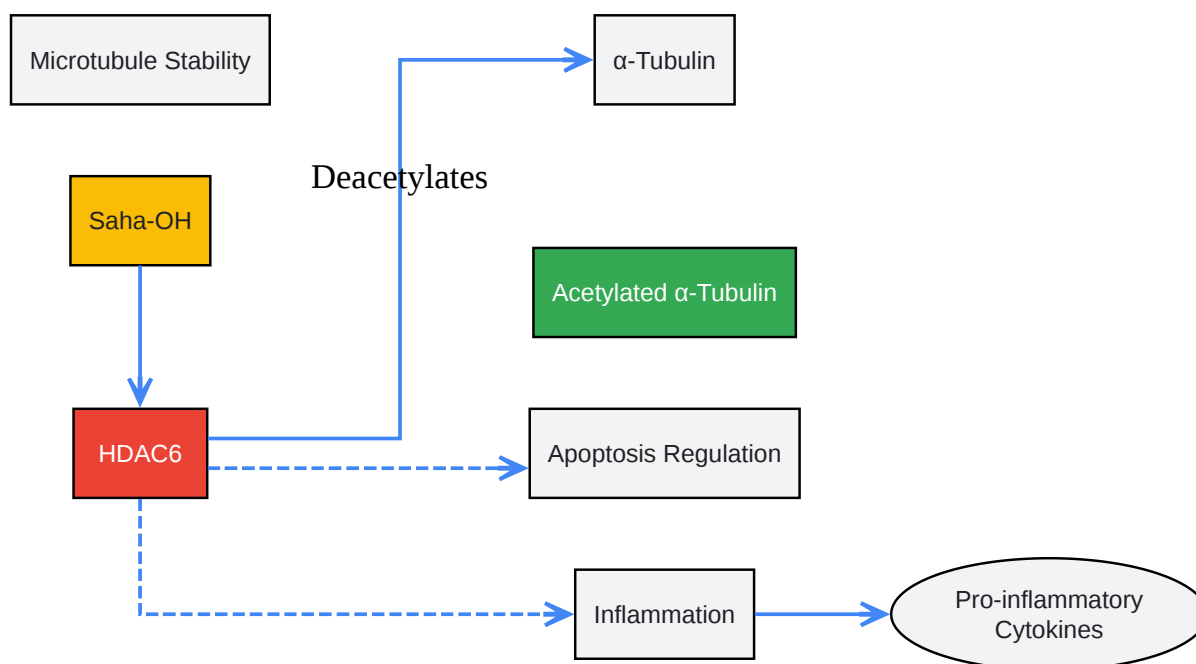 Microtubule Stability
α-Tubulin
Deacetylates
Saha-OH
Acetylated α-Tubulin
HDAC6
Apoptosis Regulation
Inflammation
Pro-inflammatory
Cytokines